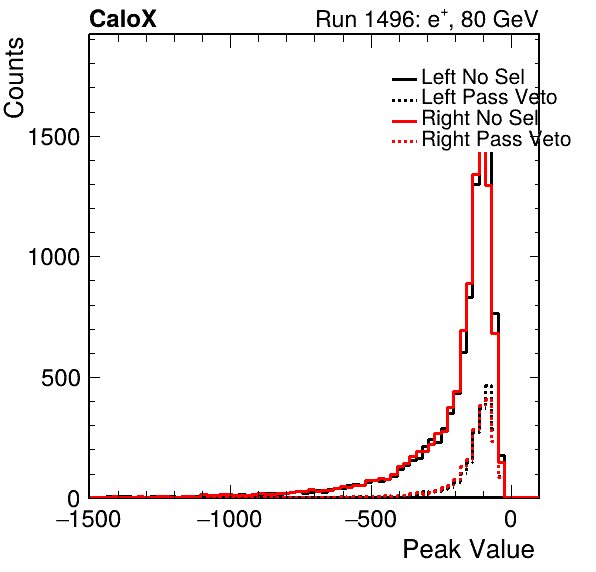 CaloX Run 1496: e+, 80 GeV
Counts
Left No Sel
Left Pass Veto
Right No Sel
Right Pass Veto
1500
1000
500
0
−1500 −1000 −500 0
Peak Value